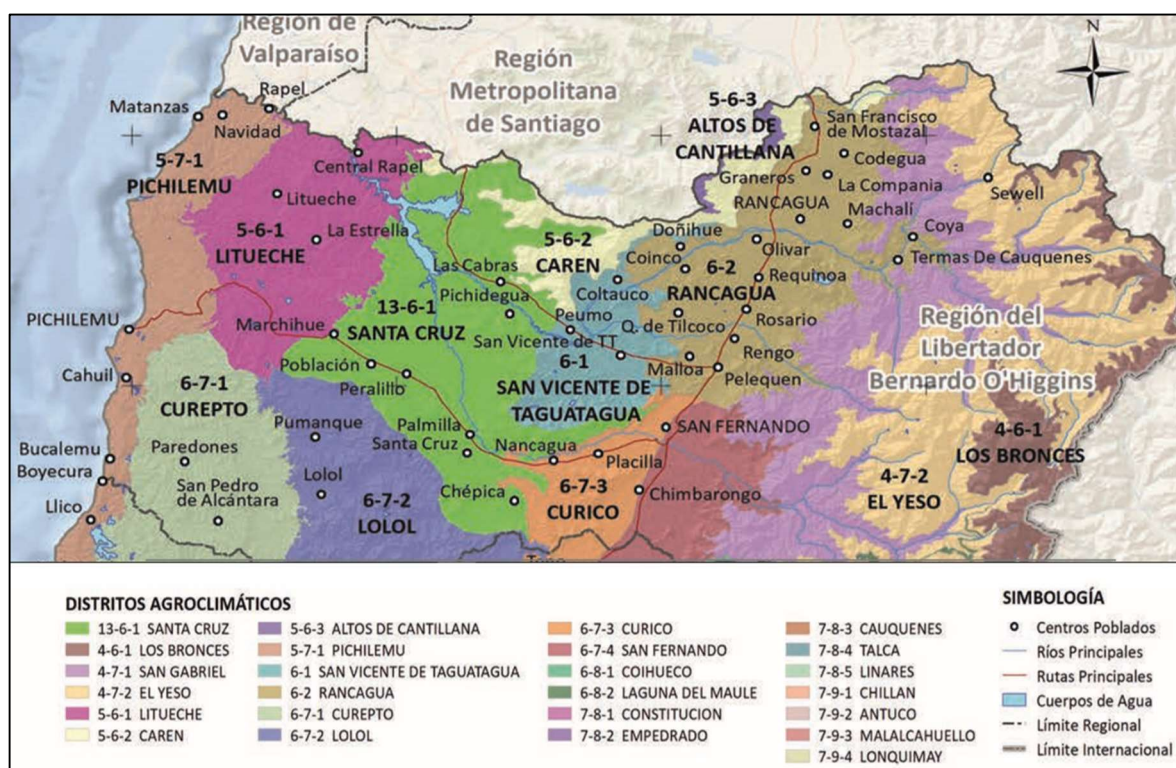 Región de
Valparaíso
Región
Metropolitana
de Santiago
N
Rapel
Matanzas
Navidad
5-7-1
PICHILEMU
Central Rapel
Litueche
5-6-1
LITUECHE
La Estrella
5-6-3
ALTOS DE
CANTILLANA
San Francisco
de Mostazal
Codegua
Graneros
La Compania
RANCAGUA
Machalí
Sewell
Coya
Termas De Cauquenes
5-6-2
CAREN
Doñihue
Coinco
Olivar
6-2
RANCAGUA
Requinoa
Coltauco
Las Cabras
Pichidegua
Peumo
Q. de Tilcoco
Rosario
13-6-1
SANTA CRUZ
PICHILEMU
Marchihue
San Vicente de TT
6-1
SAN VICENTE DE
TAGUATAGUA
Malloa
Rengo
Pelequen
Región del
Libertador
Bernardo O'Higgins
Población
Peralillo
Cahuil
6-7-1
CUREPTO
Pumanque
Palmilla
Santa Cruz
Nancagua
SAN FERNANDO
Placilla
4-6-1
LOS BRONCES
Bucalemu
Boyecura
Paredones
San Pedro
de Alcántara
Lolol
6-7-2
LOLOL
Chépica
6-7-3
CURICO
Chimbarongo
4-7-2
EL YESO
Llico
DISTRITOS AGROCLIMÁTICOS
13-6-1 SANTA CRUZ
4-6-1 LOS BRONCES
4-7-1 SAN GABRIEL
4-7-2 EL YESO
5-6-1 LITUECHE
5-6-2 CAREN
5-6-3 ALTOS DE CANTILLANA
5-7-1 PICHILEMU
6-1 SAN VICENTE DE TAGUATAGUA
6-2 RANCAGUA
6-7-1 CUREPTO
6-7-2 LOLOL
6-7-3 CURICO
6-7-4 SAN FERNANDO
6-8-1 COIHUECO
6-8-2 LAGUNA DEL MAULE
7-8-1 CONSTITUCION
7-8-2 EMPEDRADO
7-8-3 CAUQUENES
7-8-4 TALCA
7-8-5 LINARES
7-9-1 CHILLAN
7-9-2 ANTUCO
7-9-3 MALALCAHUELLO
7-9-4 LONQUIMAY
SIMBOLOGÍA
Centros Poblados
Ríos Principales
Rutas Principales
Cuerpos de Agua
Límite Regional
Límite Internacional